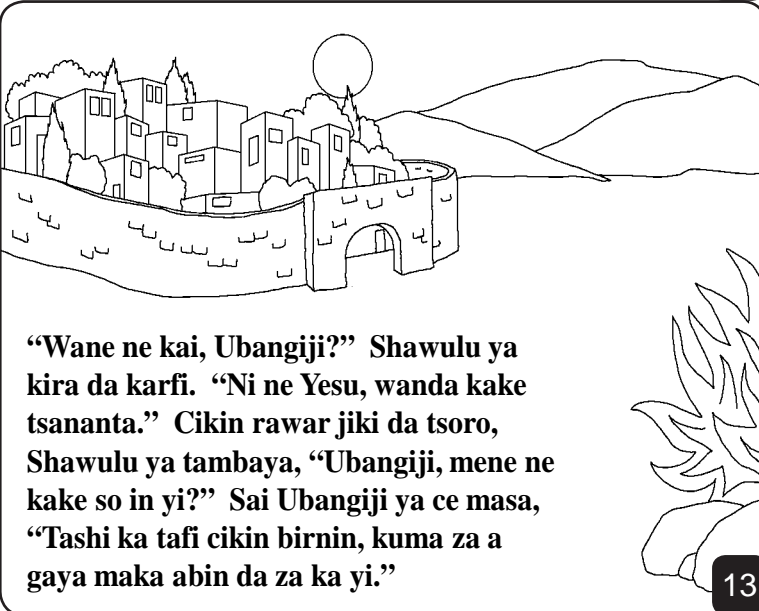 “Wane ne kai, Ubangiji?”  Shawulu ya
kira da karfi.  “Ni ne Yesu, wanda kake
tsananta.”  Cikin rawar jiki da tsoro,
Shawulu ya tambaya, “Ubangiji, mene ne
kake so in yi?”  Sai Ubangiji ya ce masa,
“Tashi ka tafi cikin birnin, kuma za a
gaya maka abin da za ka yi.”
13